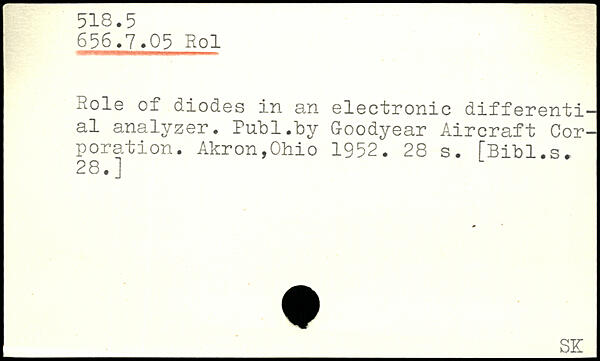 518.5
656.7.05 Rol
Role of diodes in an electronic differenti-
al analyzer. Publ.by Goodyear Aircraft Cor-
poration. Akron,Ohio 1952. 28 s. [Bibl.s.
28.]
SK